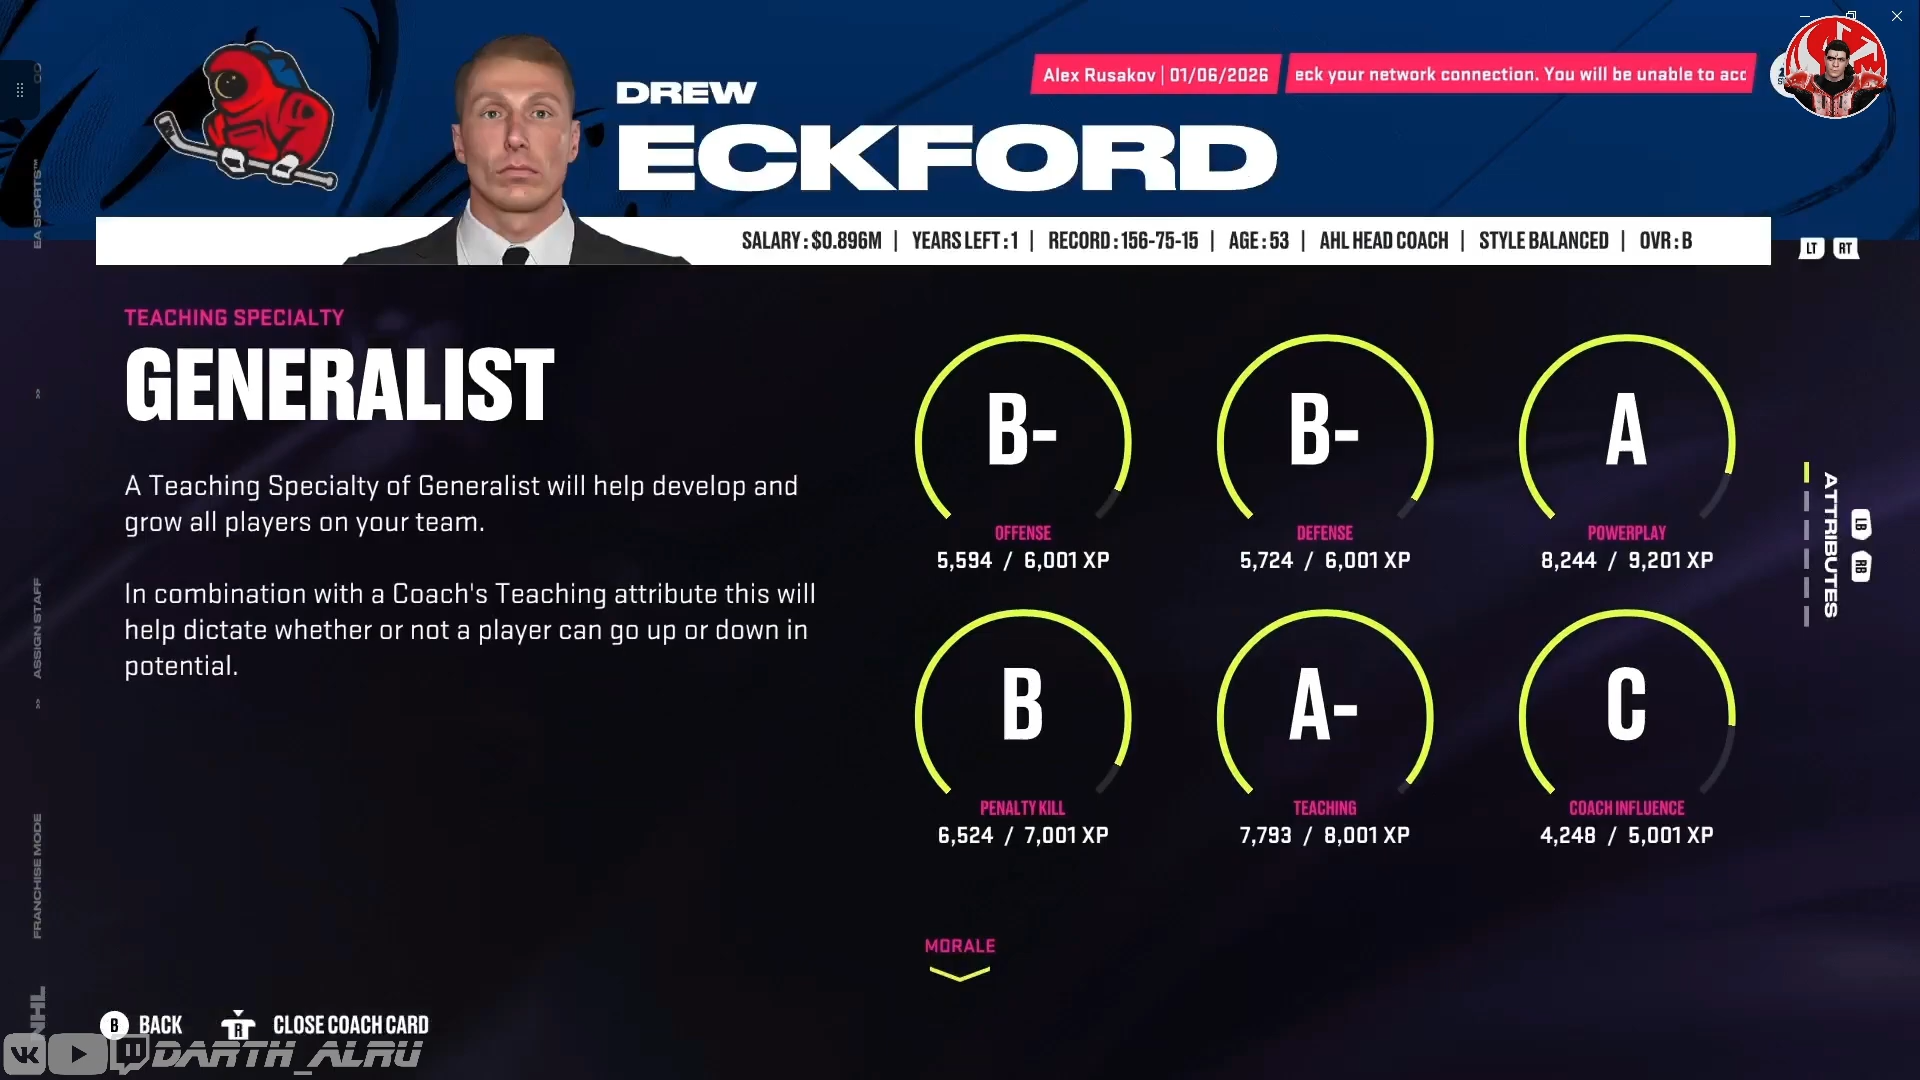 DREW
ECKFORD
Alex Rusakov | 01/06/2026
eck your network connection. You will be unable to acc
SALARY : $0.896M | YEARS LEFT : 1 | RECORD : 156-75-15 | AGE : 53 | AHL HEAD COACH | STYLE BALANCED | OVR : B
LT RT
TEACHING SPECIALTY
GENERALIST
A Teaching Specialty of Generalist will help develop and
grow all players on your team.
In combination with a Coach's Teaching attribute this will
help dictate whether or not a player can go up or down in
potential.
B-
OFFENSE
5,594 / 6,001 XP
B-
DEFENSE
5,724 / 6,001 XP
A
POWERPLAY
8,244 / 9,201 XP
B
PENALTY KILL
6,524 / 7,001 XP
A-
TEACHING
7,793 / 8,001 XP
C
COACH INFLUENCE
4,248 / 5,001 XP
ATTRIBUTES
LB
RB
MORALE
EA SPORTS™
ASSIGN STAFF
FRANCHISE MODE
NHL
B BACK
R CLOSE COACH CARD
DARTH_ALRU